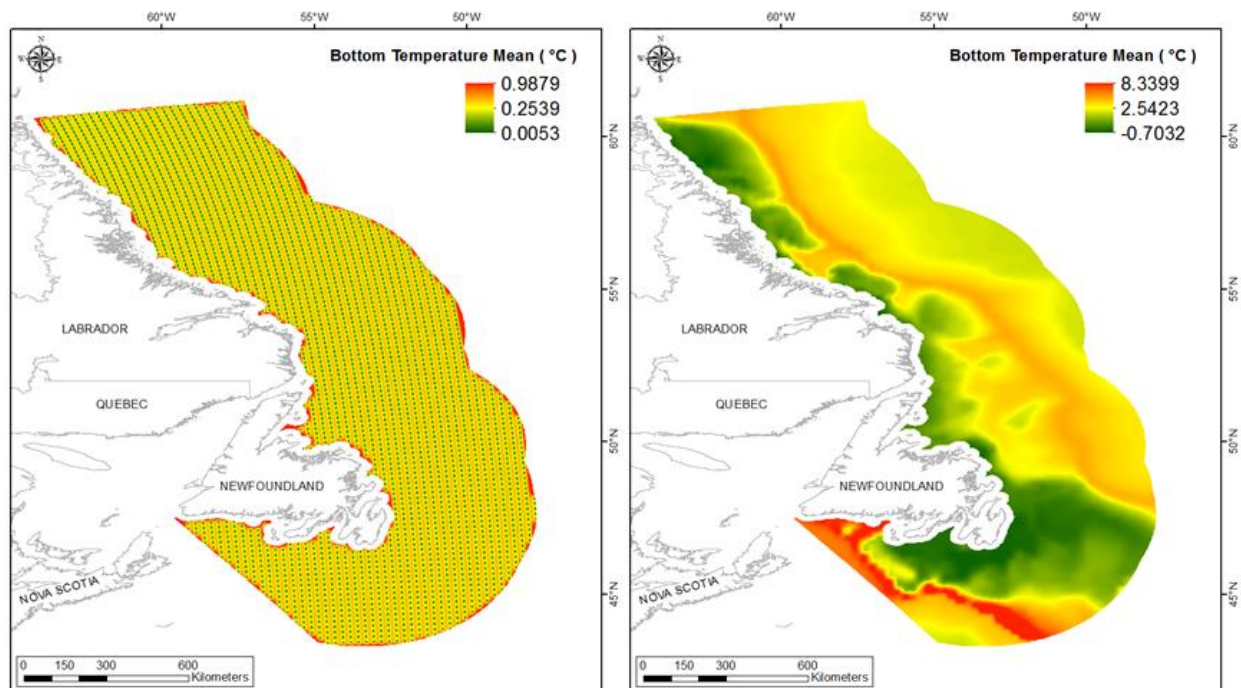 60°W 55°W 50°W
Bottom Temperature Mean ( °C )
0.9879
0.2539
0.0053
N
W E
S
60°N
55°N
50°N
45°N
LABRADOR
QUEBEC
NEWFOUNDLAND
NOVA SCOTIA
0 150 300 600
Kilometers
60°W 55°W 50°W
Bottom Temperature Mean ( °C )
8.3399
2.5423
-0.7032
N
W E
S
60°N
55°N
50°N
45°N
LABRADOR
QUEBEC
NEWFOUNDLAND
NOVA SCOTIA
0 150 300 600
Kilometers